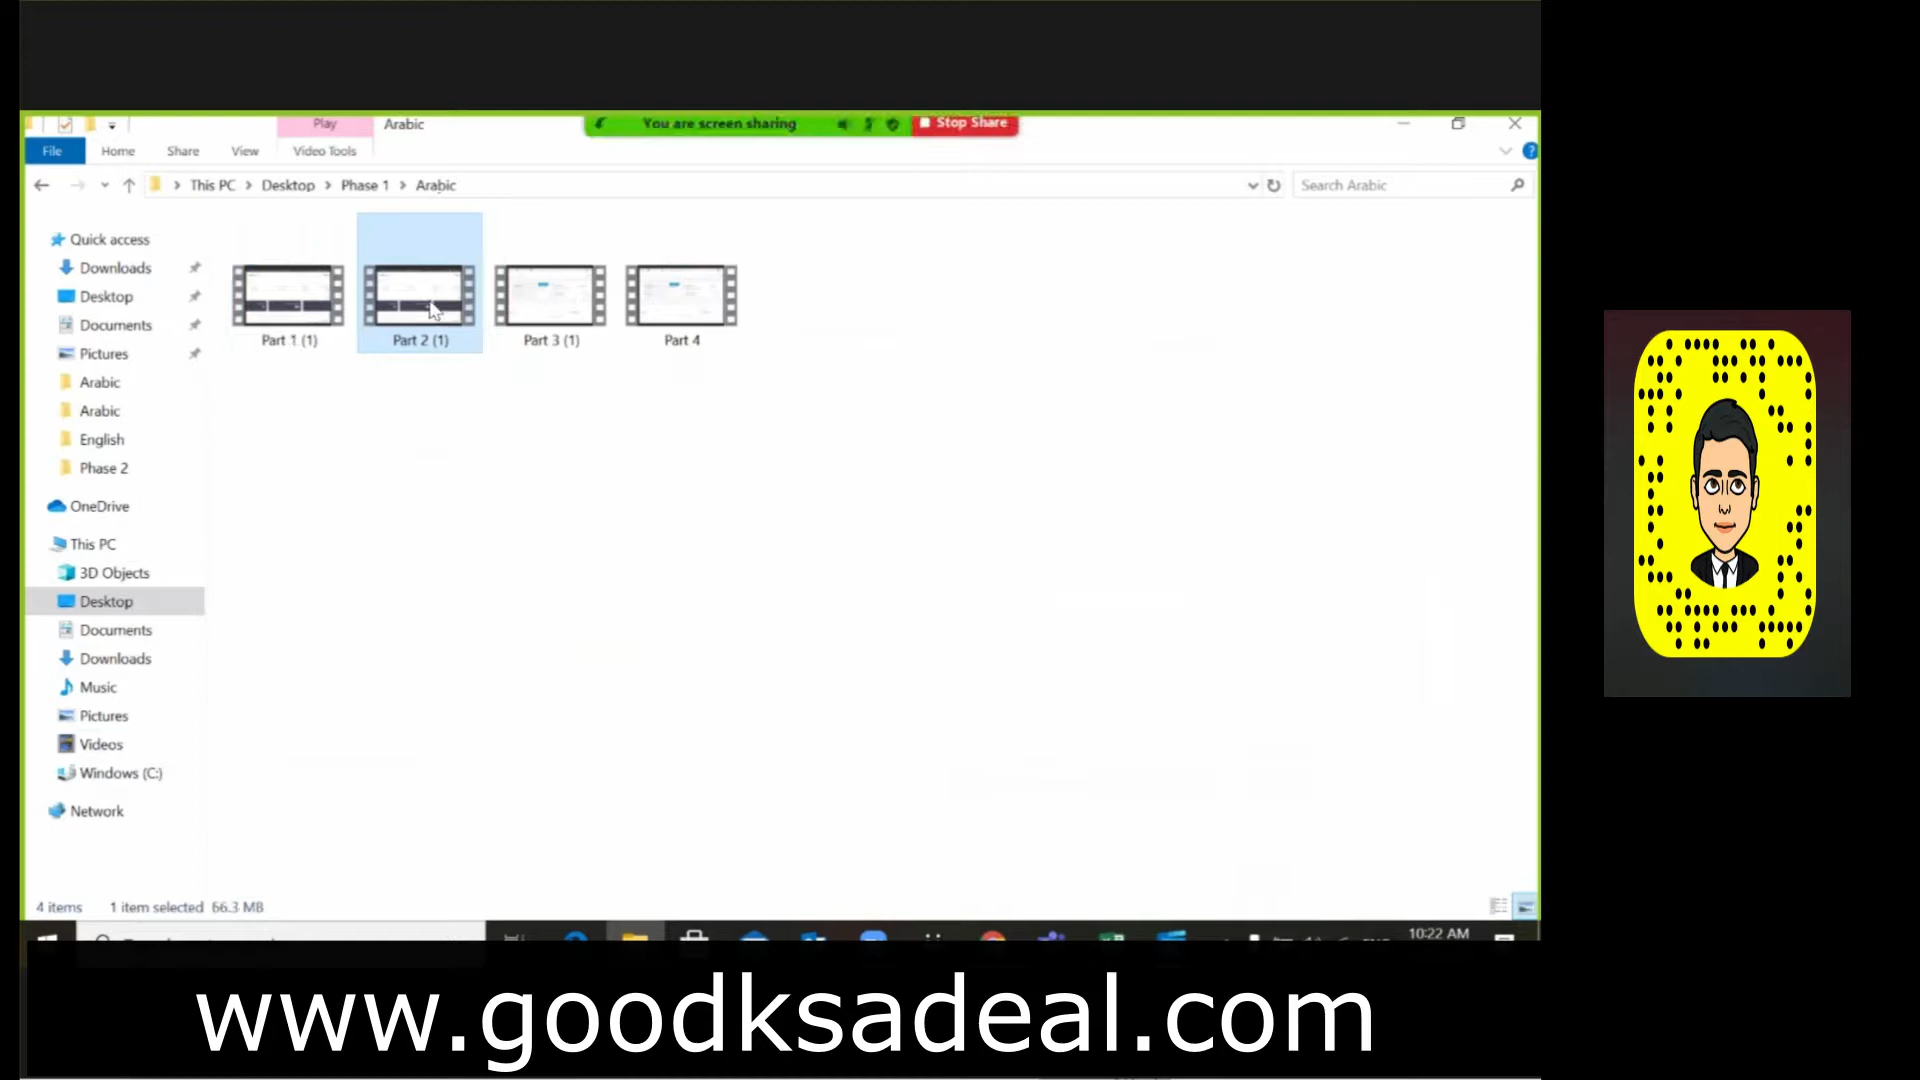 Play
Arabic
You are screen sharing
Stop Share
File
Home
Share
View
Video Tools
This PC > Desktop > Phase 1 > Arabic
Search Arabic
Quick access
Downloads
Desktop
Documents
Pictures
Arabic
Arabic
English
Phase 2
OneDrive
This PC
3D Objects
Desktop
Documents
Downloads
Music
Pictures
Videos
Windows (C:)
Network
Part 1 (1)
Part 2 (1)
Part 3 (1)
Part 4
4 items
1 item selected 66.3 MB
10:22 AM
www.goodksadeal.com